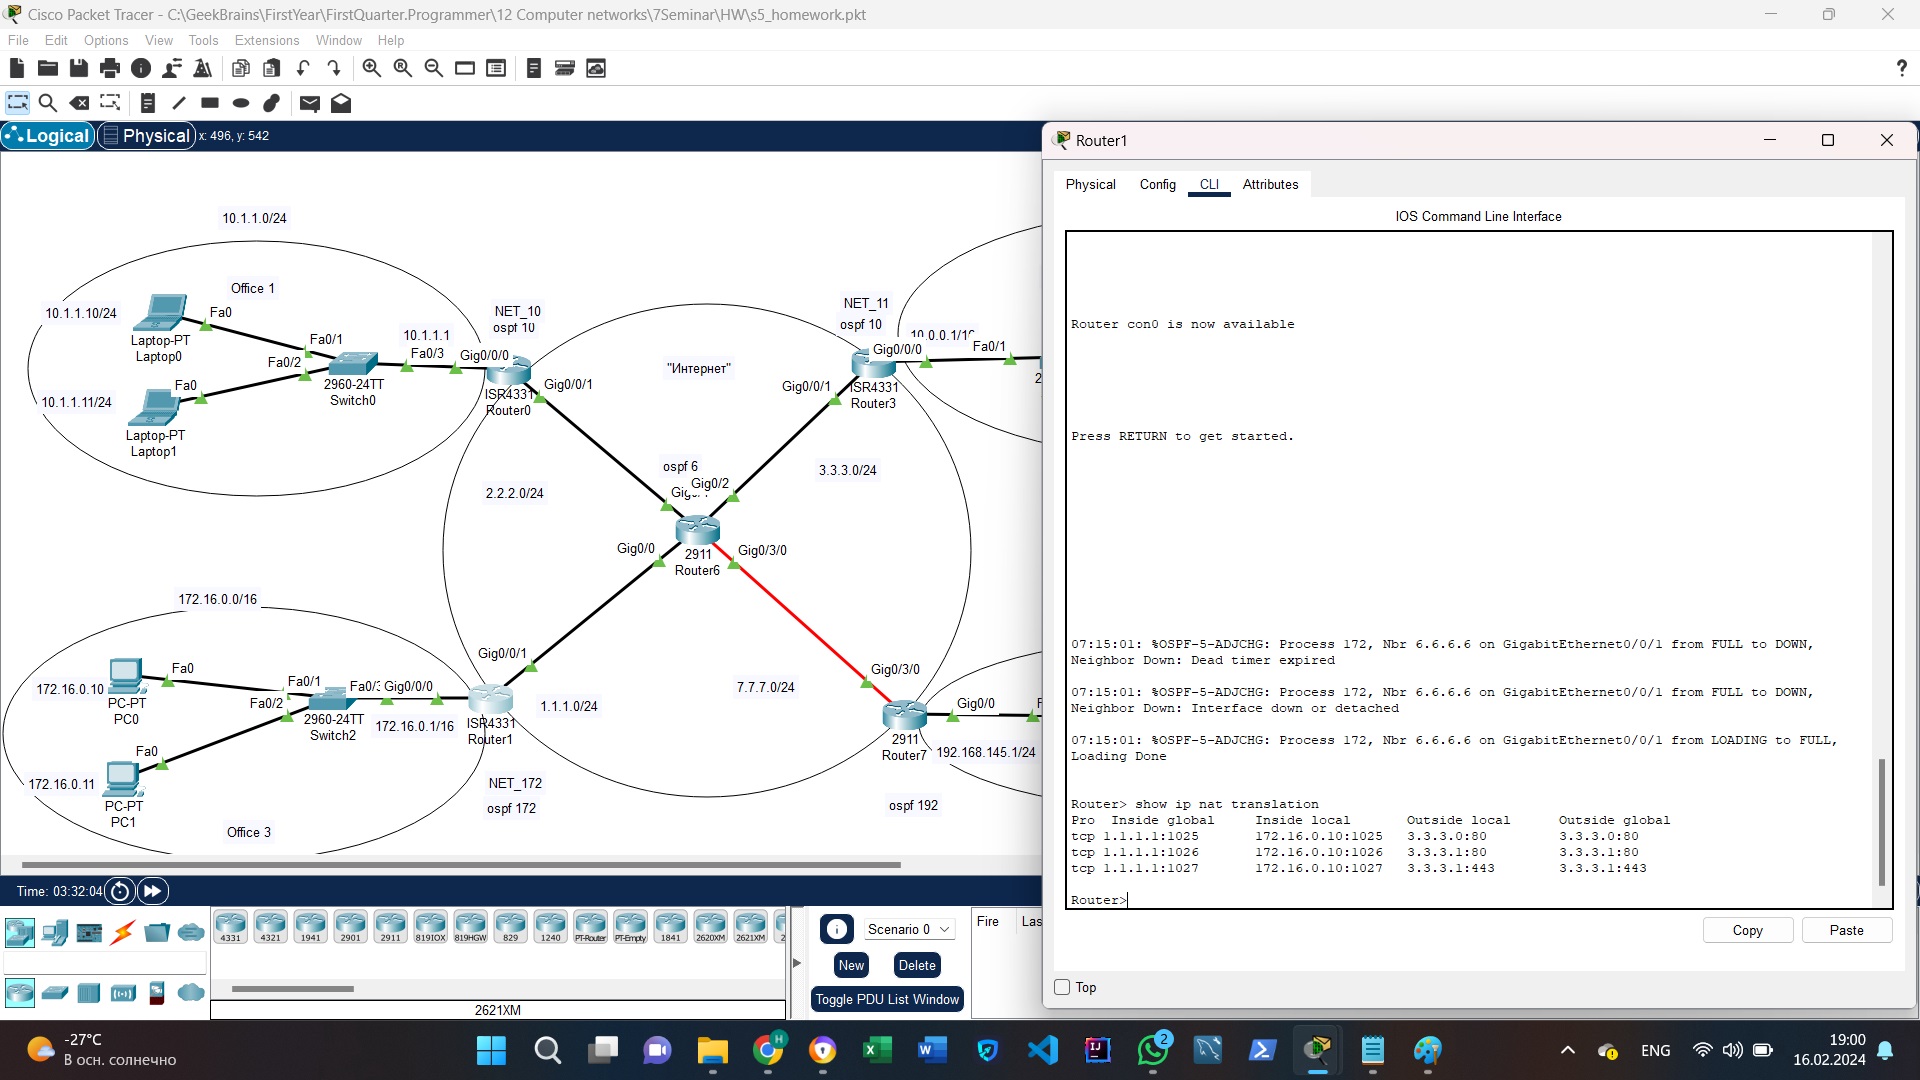 Cisco Packet Tracer - C:\GeekBrains\FirstYear\FirstQuarter.Programmer\12 Computer networks\7Seminar\HW\s5_homework.pkt
File Edit Options View Tools Extensions Window Help
Logical Physical x: 496, y: 542
10.1.1.0/24
Office 1
10.1.1.10/24
Fa0
Laptop-PT
Laptop0
Fa0/1
Fa0/2
10.1.1.11/24
Fa0
Laptop-PT
Laptop1
2960-24TT
Switch0
10.1.1.1
Fa0/3
Gig0/0/0
NET_10
ospf 10
Gig0/0/1
ISR4331
Router0
"Интернет"
NET_11
ospf 10
10.0.0.1/1
Gig0/0/0
Fa0/1
Gig0/0/1
ISR4331
Router3
2
2.2.2.0/24
3.3.3.0/24
ospf 6
Gig0/2
Gig0/0
Gig0/3/0
2911
Router6
172.16.0.0/16
172.16.0.10
Fa0
PC-PT
PC0
Fa0/1
Fa0/2
Fa0/3
Gig0/0/0
Gig0/0/1
2960-24TT
Switch2
172.16.0.1/16
ISR4331
Router1
1.1.1.0/24
172.16.0.11
Fa0
PC-PT
PC1
Office 3
NET_172
ospf 172
7.7.7.0/24
Gig0/3/0
Gig0/0
2911
Router7
192.168.145.1/24
ospf 192
Router1
Physical Config CLI Attributes
IOS Command Line Interface
Router con0 is now available
Press RETURN to get started.
07:15:01: %OSPF-5-ADJCHG: Process 172, Nbr 6.6.6.6 on GigabitEthernet0/0/1 from FULL to DOWN,
Neighbor Down: Dead timer expired
07:15:01: %OSPF-5-ADJCHG: Process 172, Nbr 6.6.6.6 on GigabitEthernet0/0/1 from FULL to DOWN,
Neighbor Down: Interface down or detached
07:15:01: %OSPF-5-ADJCHG: Process 172, Nbr 6.6.6.6 on GigabitEthernet0/0/1 from LOADING to FULL,
Loading Done
Router> show ip nat translation
Pro Inside global Inside local Outside local Outside global
tcp 1.1.1.1:1025 172.16.0.10:1025 3.3.3.0:80 3.3.3.0:80
tcp 1.1.1.1:1026 172.16.0.10:1026 3.3.3.1:80 3.3.3.1:80
tcp 1.1.1.1:1027 172.16.0.10:1027 3.3.3.1:443 3.3.3.1:443
Router>
Copy Paste
Top
Time: 03:32:04
4331 4321 1941 2901 2911 819IOX 819HGW 829 1240 PT-Router PT-Empty 1841 2620XM 2621XM 2
2621XM
Scenario 0
New Delete
Toggle PDU List Window
Fire Las
-27°C
В осн. солнечно
2
ENG
19:00
16.02.2024